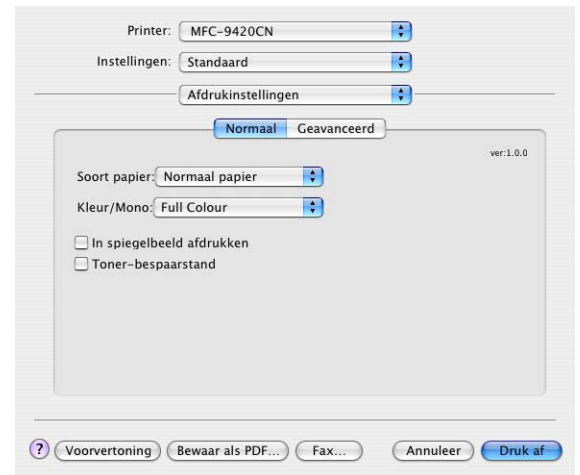 Printer: MFC-9420CN
Instellingen: Standaard
Afdrukinstellingen
Normaal Geavanceerd
ver:1.0.0
Soort papier: Normaal papier
Kleur/Mono: Full Colour
In spiegelbeeld afdrukken
Toner-bespaarstand
? Voorvertoning Bewaar als PDF... Fax... Annuleer Druk af